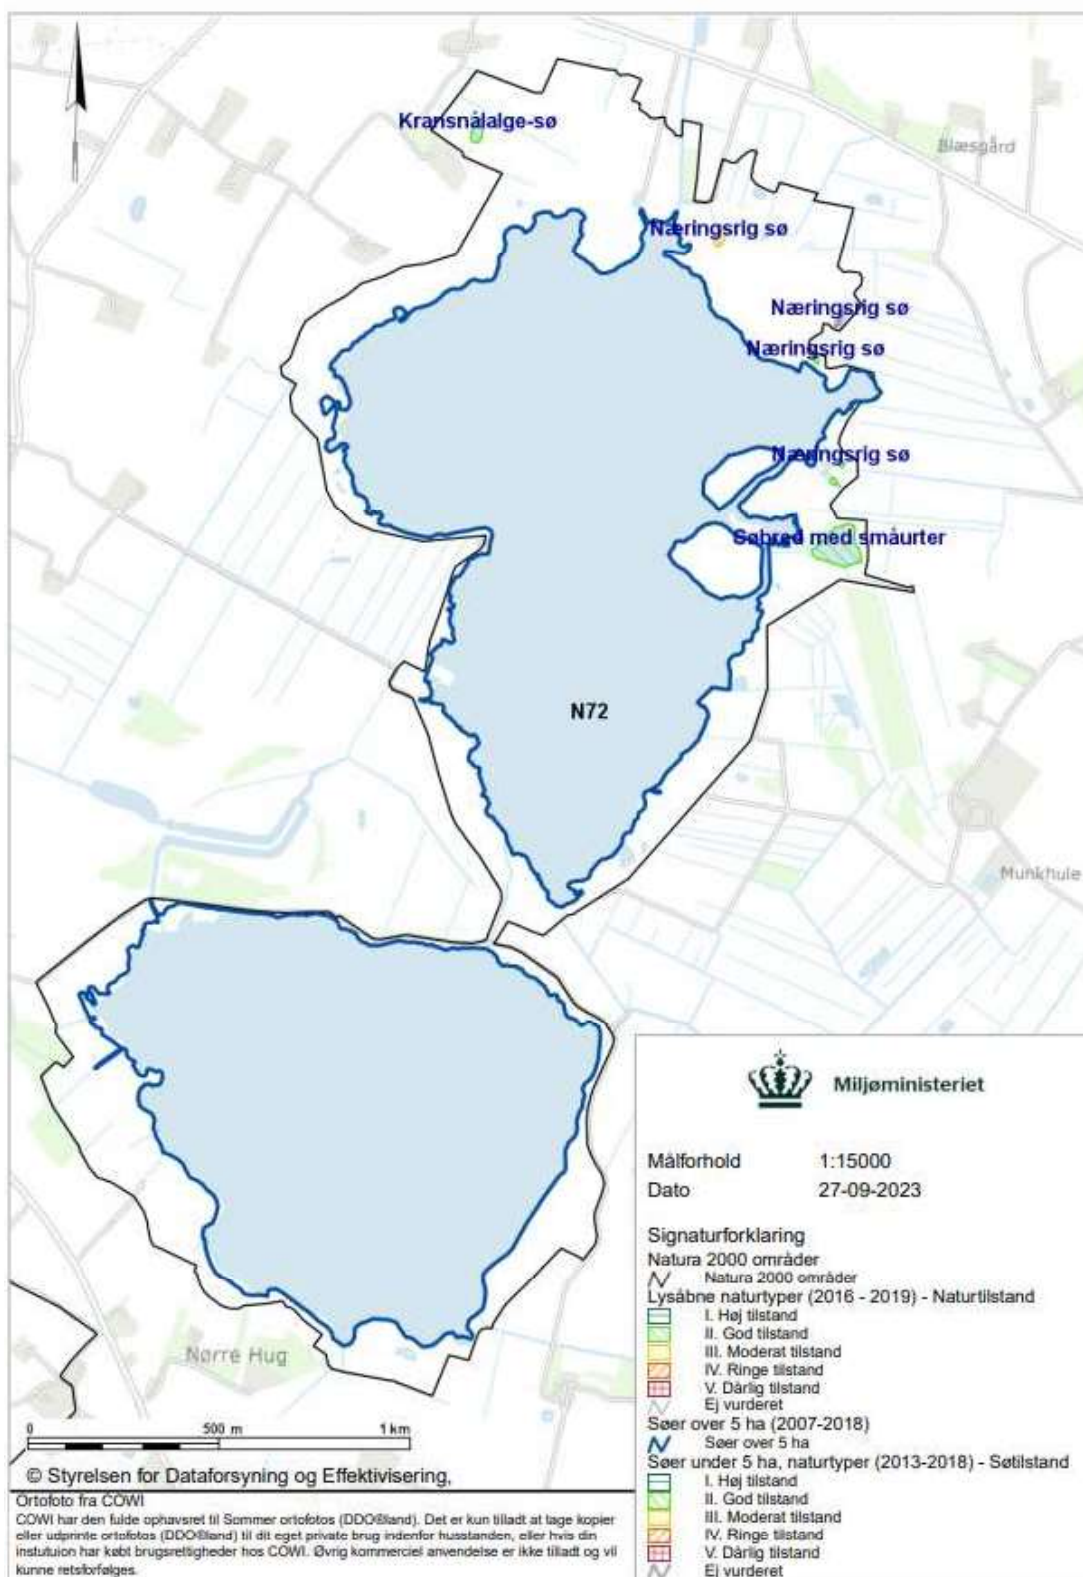 Kransnålalge-sø
Blæsgård
Næringsrig sø
Næringsrig sø
Næringsrig sø
Næringsrig sø
Søbred med småurter
N72
Munkhule
Nørre Hug
Miljøministeriet
Målforhold 1:15000
Dato 27-09-2023
Signaturforklaring
Natura 2000 områder
Natura 2000 områder
Lysåbne naturtyper (2016 - 2019) - Naturtilstand
I. Høj tilstand
II. God tilstand
III. Moderat tilstand
IV. Ringe tilstand
V. Dårlig tilstand
Ej vurderet
Søer over 5 ha (2007-2018)
Søer over 5 ha
Søer under 5 ha, naturtyper (2013-2018) - Søtilstand
I. Høj tilstand
II. God tilstand
III. Moderat tilstand
IV. Ringe tilstand
V. Dårlig tilstand
Ej vurderet
0 500 m 1 km
© Styrelsen for Dataforsyning og Effektivisering,
Ortofoto fra COWI
COWI har den fulde ophavsret til Sommer ortofotos (DDO®land). Det er kun tilladt at tage kopier
eller udprinte ortofotos (DDO®land) til dit eget private brug indenfor husstanden, eller hvis din
instutuion har købt brugsrettigheder hos COWI. Øvrig kommerciel anvendelse er ikke tilladt og vil
kunne retsforfølges.